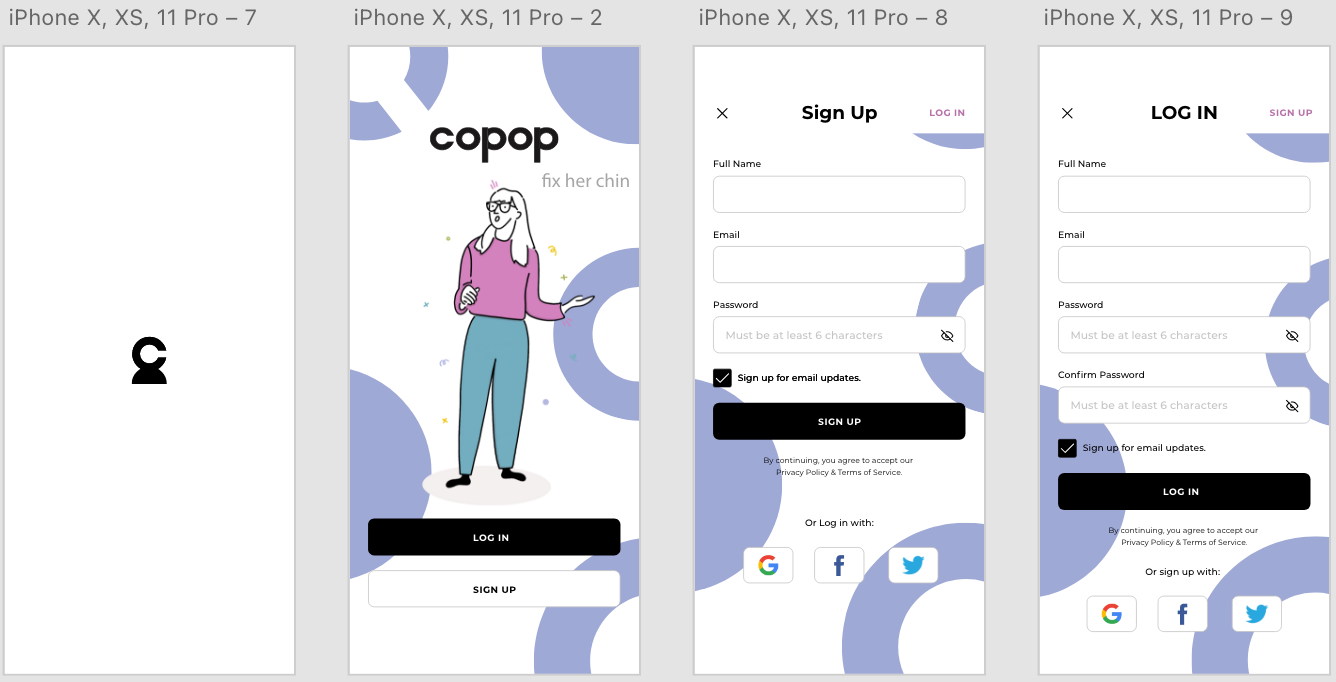 iPhone X, XS, 11 Pro – 7
iPhone X, XS, 11 Pro – 2
copop
fix her chin
LOG IN
SIGN UP
iPhone X, XS, 11 Pro – 8
Sign Up
LOG IN
Full Name
Email
Password
Must be at least 6 characters
Sign up for email updates.
SIGN UP
By continuing, you agree to accept our
Privacy Policy & Terms of Service.
Or Log in with:
G
f
iPhone X, XS, 11 Pro – 9
LOG IN
SIGN UP
Full Name
Email
Password
Must be at least 6 characters
Confirm Password
Must be at least 6 characters
Sign up for email updates.
LOG IN
By continuing, you agree to accept our
Privacy Policy & Terms of Service.
Or sign up with:
G
f